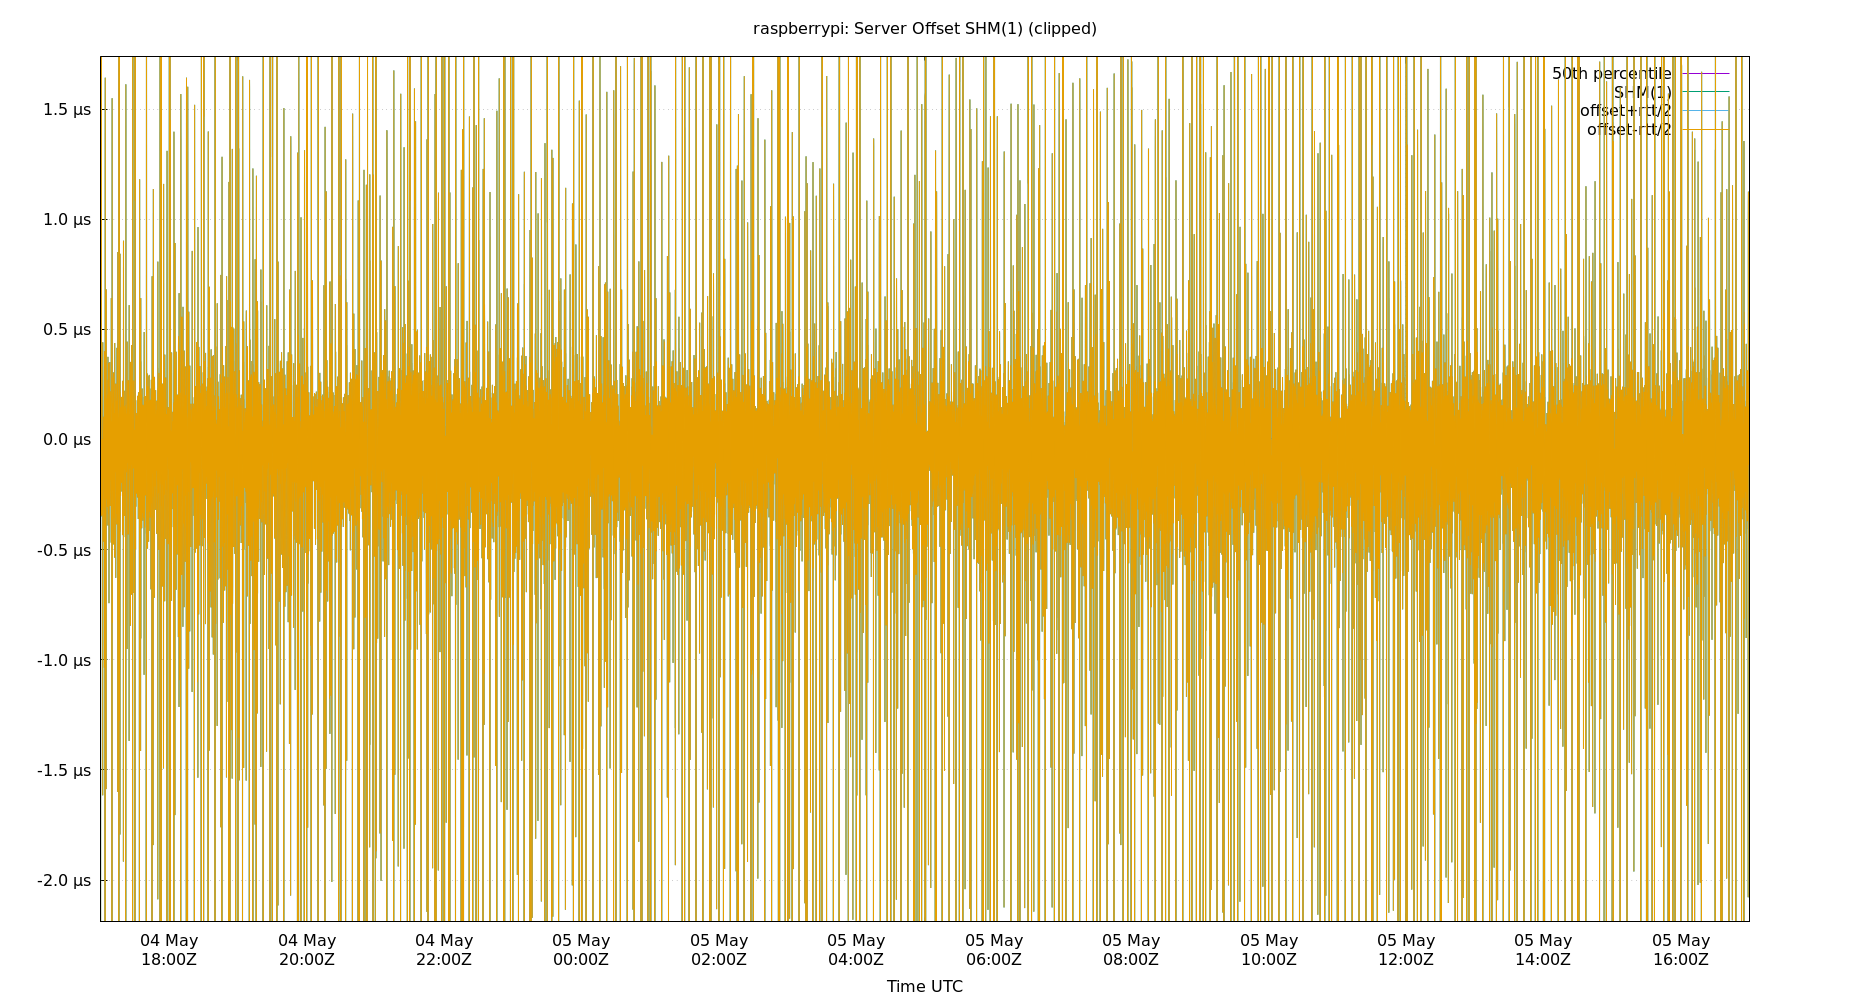 raspberrypi: Server Offset SHM(1) (clipped)
50th percentile
SHM(1)
offset+rtt/2
offset-rtt/2
1.5 µs
1.0 µs
0.5 µs
0.0 µs
-0.5 µs
-1.0 µs
-1.5 µs
-2.0 µs
04 May 04 May 04 May 05 May 05 May 05 May 05 May 05 May 05 May 05 May 05 May 05 May
18:00Z 20:00Z 22:00Z 00:00Z 02:00Z 04:00Z 06:00Z 08:00Z 10:00Z 12:00Z 14:00Z 16:00Z
Time UTC